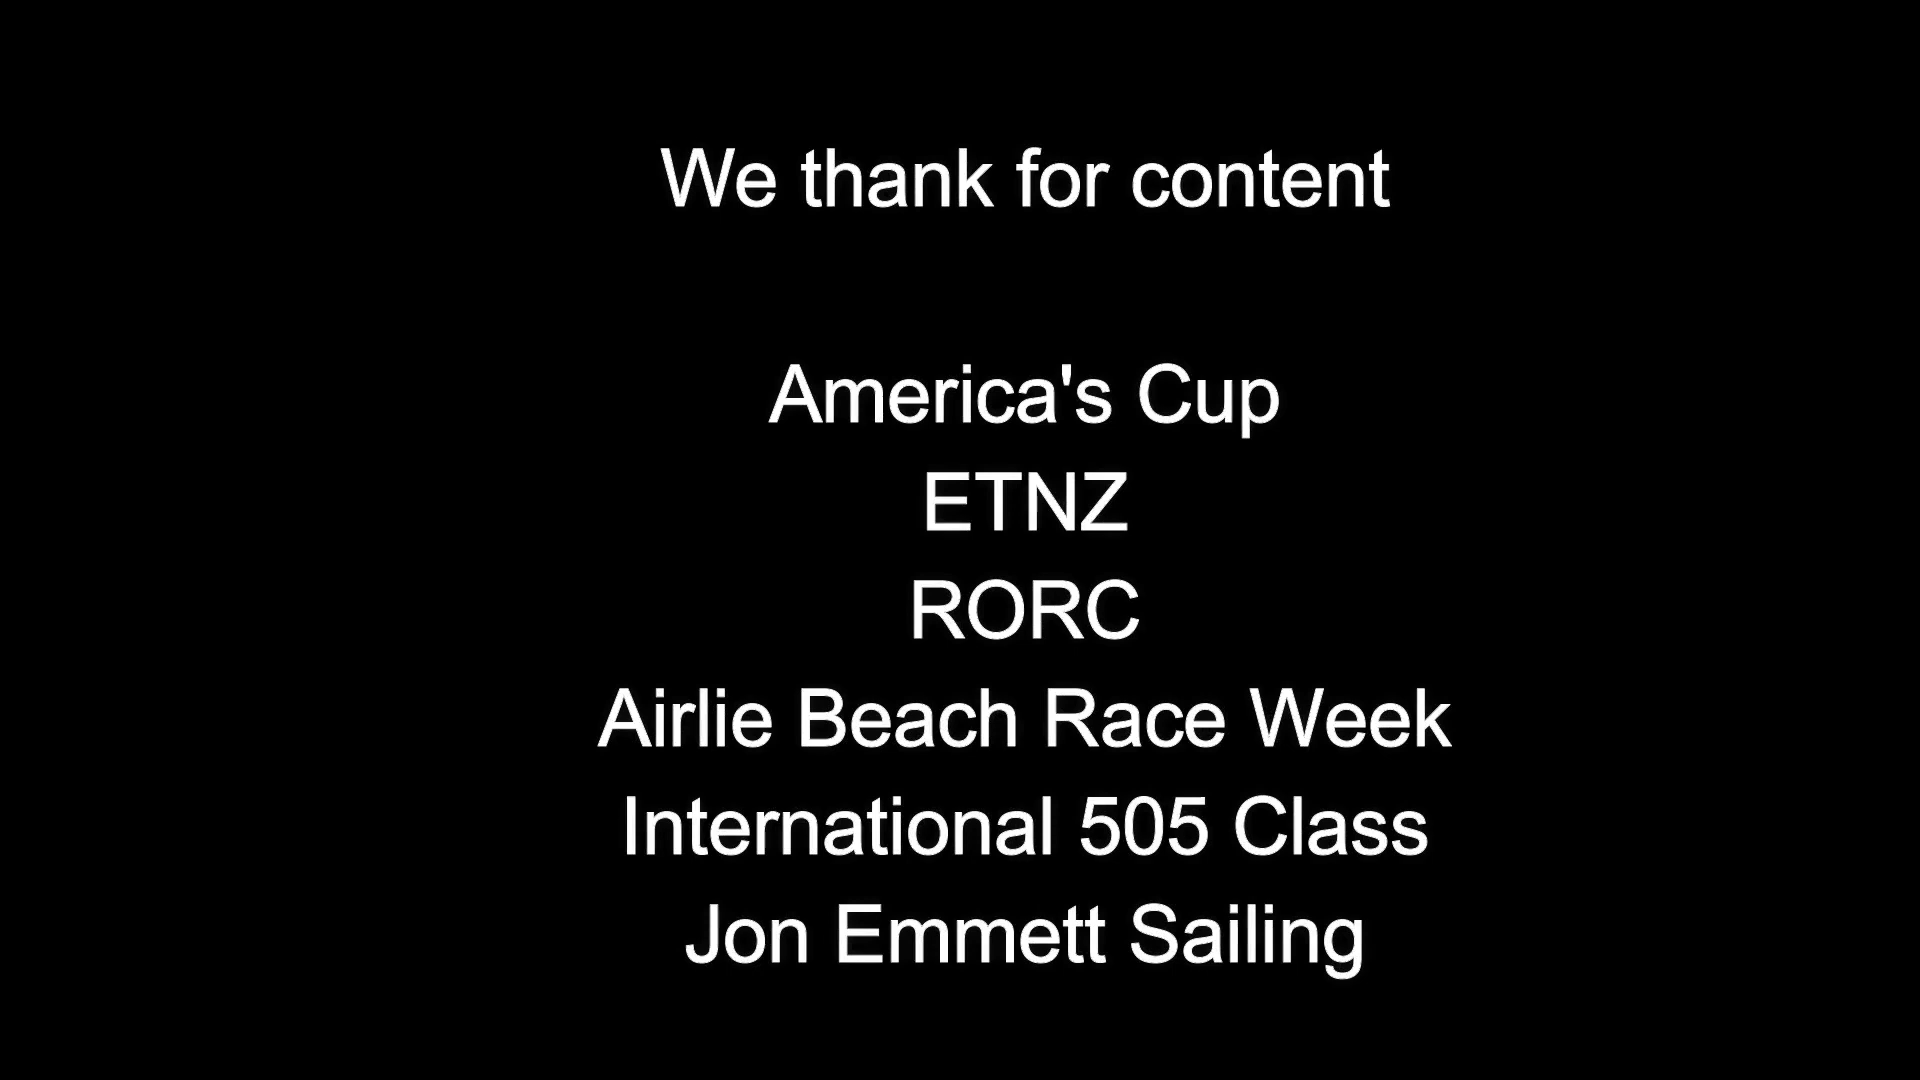 We thank for content
America's Cup
ETNZ
RORC
Airlie Beach Race Week
International 505 Class
Jon Emmett Sailing